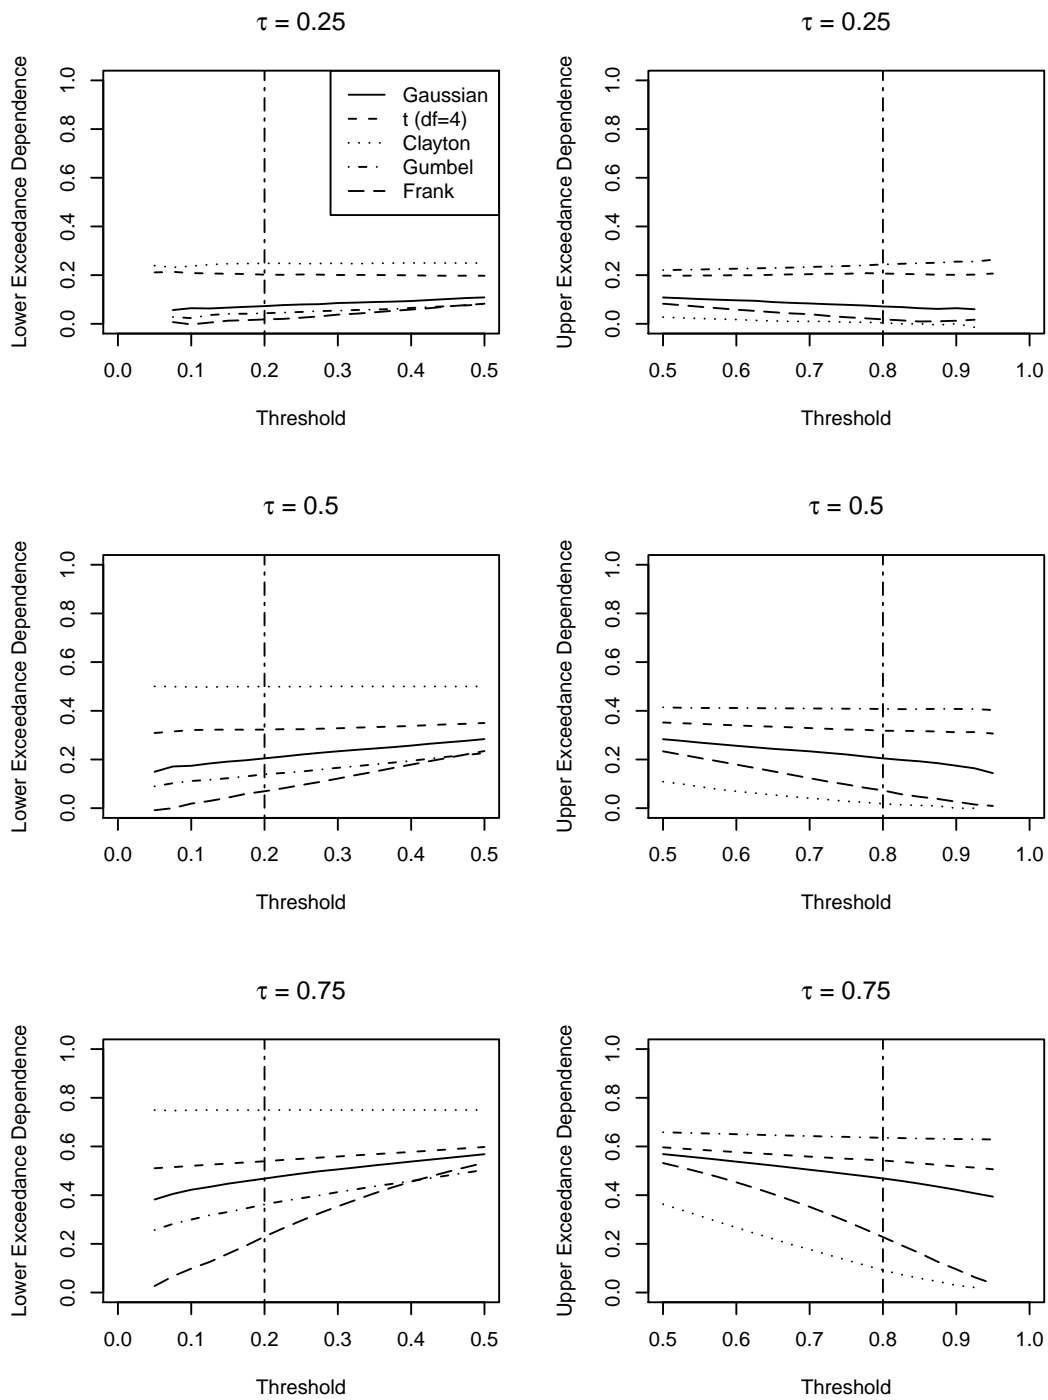 τ = 0.25
Lower Exceedance Dependence
1.0
0.8
0.6
0.4
0.2
0.0
Gaussian
t (df=4)
Clayton
Gumbel
Frank
0.0 0.1 0.2 0.3 0.4 0.5
Threshold
τ = 0.25
Upper Exceedance Dependence
1.0
0.8
0.6
0.4
0.2
0.0
0.5 0.6 0.7 0.8 0.9 1.0
Threshold
τ = 0.5
Lower Exceedance Dependence
1.0
0.8
0.6
0.4
0.2
0.0
0.0 0.1 0.2 0.3 0.4 0.5
Threshold
τ = 0.5
Upper Exceedance Dependence
1.0
0.8
0.6
0.4
0.2
0.0
0.5 0.6 0.7 0.8 0.9 1.0
Threshold
τ = 0.75
Lower Exceedance Dependence
1.0
0.8
0.6
0.4
0.2
0.0
0.0 0.1 0.2 0.3 0.4 0.5
Threshold
τ = 0.75
Upper Exceedance Dependence
1.0
0.8
0.6
0.4
0.2
0.0
0.5 0.6 0.7 0.8 0.9 1.0
Threshold